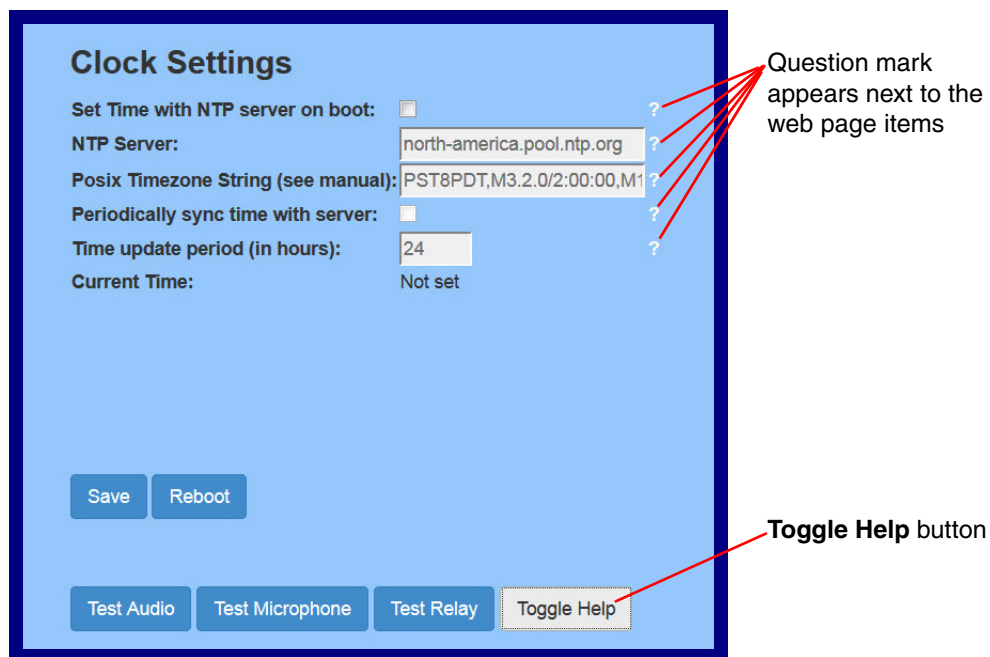 Clock Settings
Set Time with NTP server on boot: ?
NTP Server: north-america.pool.ntp.org ?
Posix Timezone String (see manual): PST8PDT,M3.2.0/2:00:00,M1 ?
Periodically sync time with server: ?
Time update period (in hours): 24 ?
Current Time: Not set
Question mark
appears next to the
web page items
Save Reboot
Toggle Help button
Test Audio Test Microphone Test Relay Toggle Help